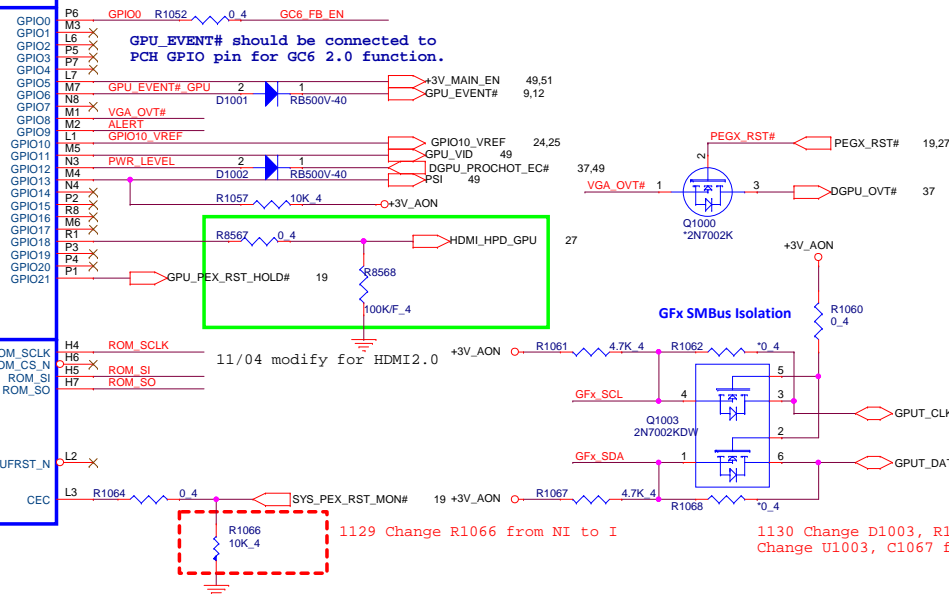 GPIO0 P6 GPIO0 R1052 0_4 GC6_FB_EN
GPIO1 M3
GPIO2 L6
GPIO3 P5
GPIO4 P7
GPU_EVENT# should be connected to
PCH GPIO pin for GC6 2.0 function.
GPIO5 L7 +3V_MAIN_EN 49,51
GPIO6 M7 GPU_EVENT#_GPU 2 1 GPU_EVENT# 9,12
D1001 RB500V-40
GPIO7 N8
GPIO8 M1 VGA_OVT#
GPIO9 M2 ALERT
GPIO10 L1 GPIO10_VREF GPIO10_VREF 24,25
GPIO11 M5 GPU_VID 49
GPIO12 N3 PWR_LEVEL 2 1 DGPU_PROCHOT_EC# 37,49
D1002 RB500V-40
GPIO13 M4 PSI 49
GPIO14 N4
GPIO15 P2 R1057 10K_4 +3V_AON
GPIO16 R8
GPIO17 M6
GPIO18 R1 R8567 0_4 HDMI_HPD_GPU 27
GPIO19 P3
GPIO20 P4
GPIO21 P1 GPU_PEX_RST_HOLD# 19
R8568
100K/F_4
11/04 modify for HDMI2.0
PEGX_RST# PEGX_RST# 19,27
2
VGA_OVT# 1 3 DGPU_OVT# 37
Q1000
*2N7002K
+3V_AON
R1060
0_4
GFx SMBus Isolation
OM_SCLK H4 ROM_SCLK
OM_CS_N H6
ROM_SI H5 ROM_SI
ROM_SO H7 ROM_SO
+3V_AON R1061 4.7K_4 R1062 *0_4
5
GFx_SCL 4 3
GPUT_CLK
Q1003
2N7002KDW
2
GFx_SDA 1 6 GPUT_DAT
+3V_AON R1067 4.7K_4
R1068 *0_4
UFRST_N L2
CEC L3 R1064 0_4 SYS_PEX_RST_MON# 19
R1066
10K_4
1129 Change R1066 from NI to I
1130 Change D1003, R1
Change U1003, C1067 f